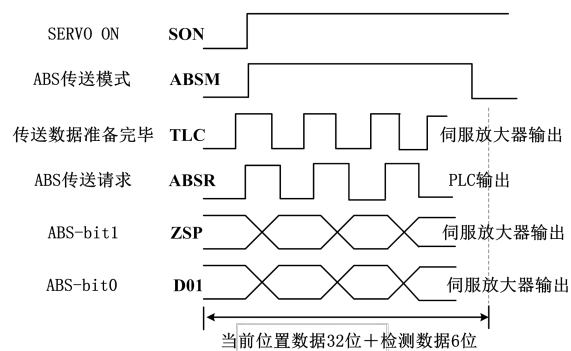 SERVO ON SON
ABS传送模式 ABSM
传送数据准备完毕 TLC 伺服放大器输出
ABS传送请求 ABSR PLC输出
ABS-bit1 ZSP 伺服放大器输出
ABS-bit0 D01 伺服放大器输出
当前位置数据32位＋检测数据6位